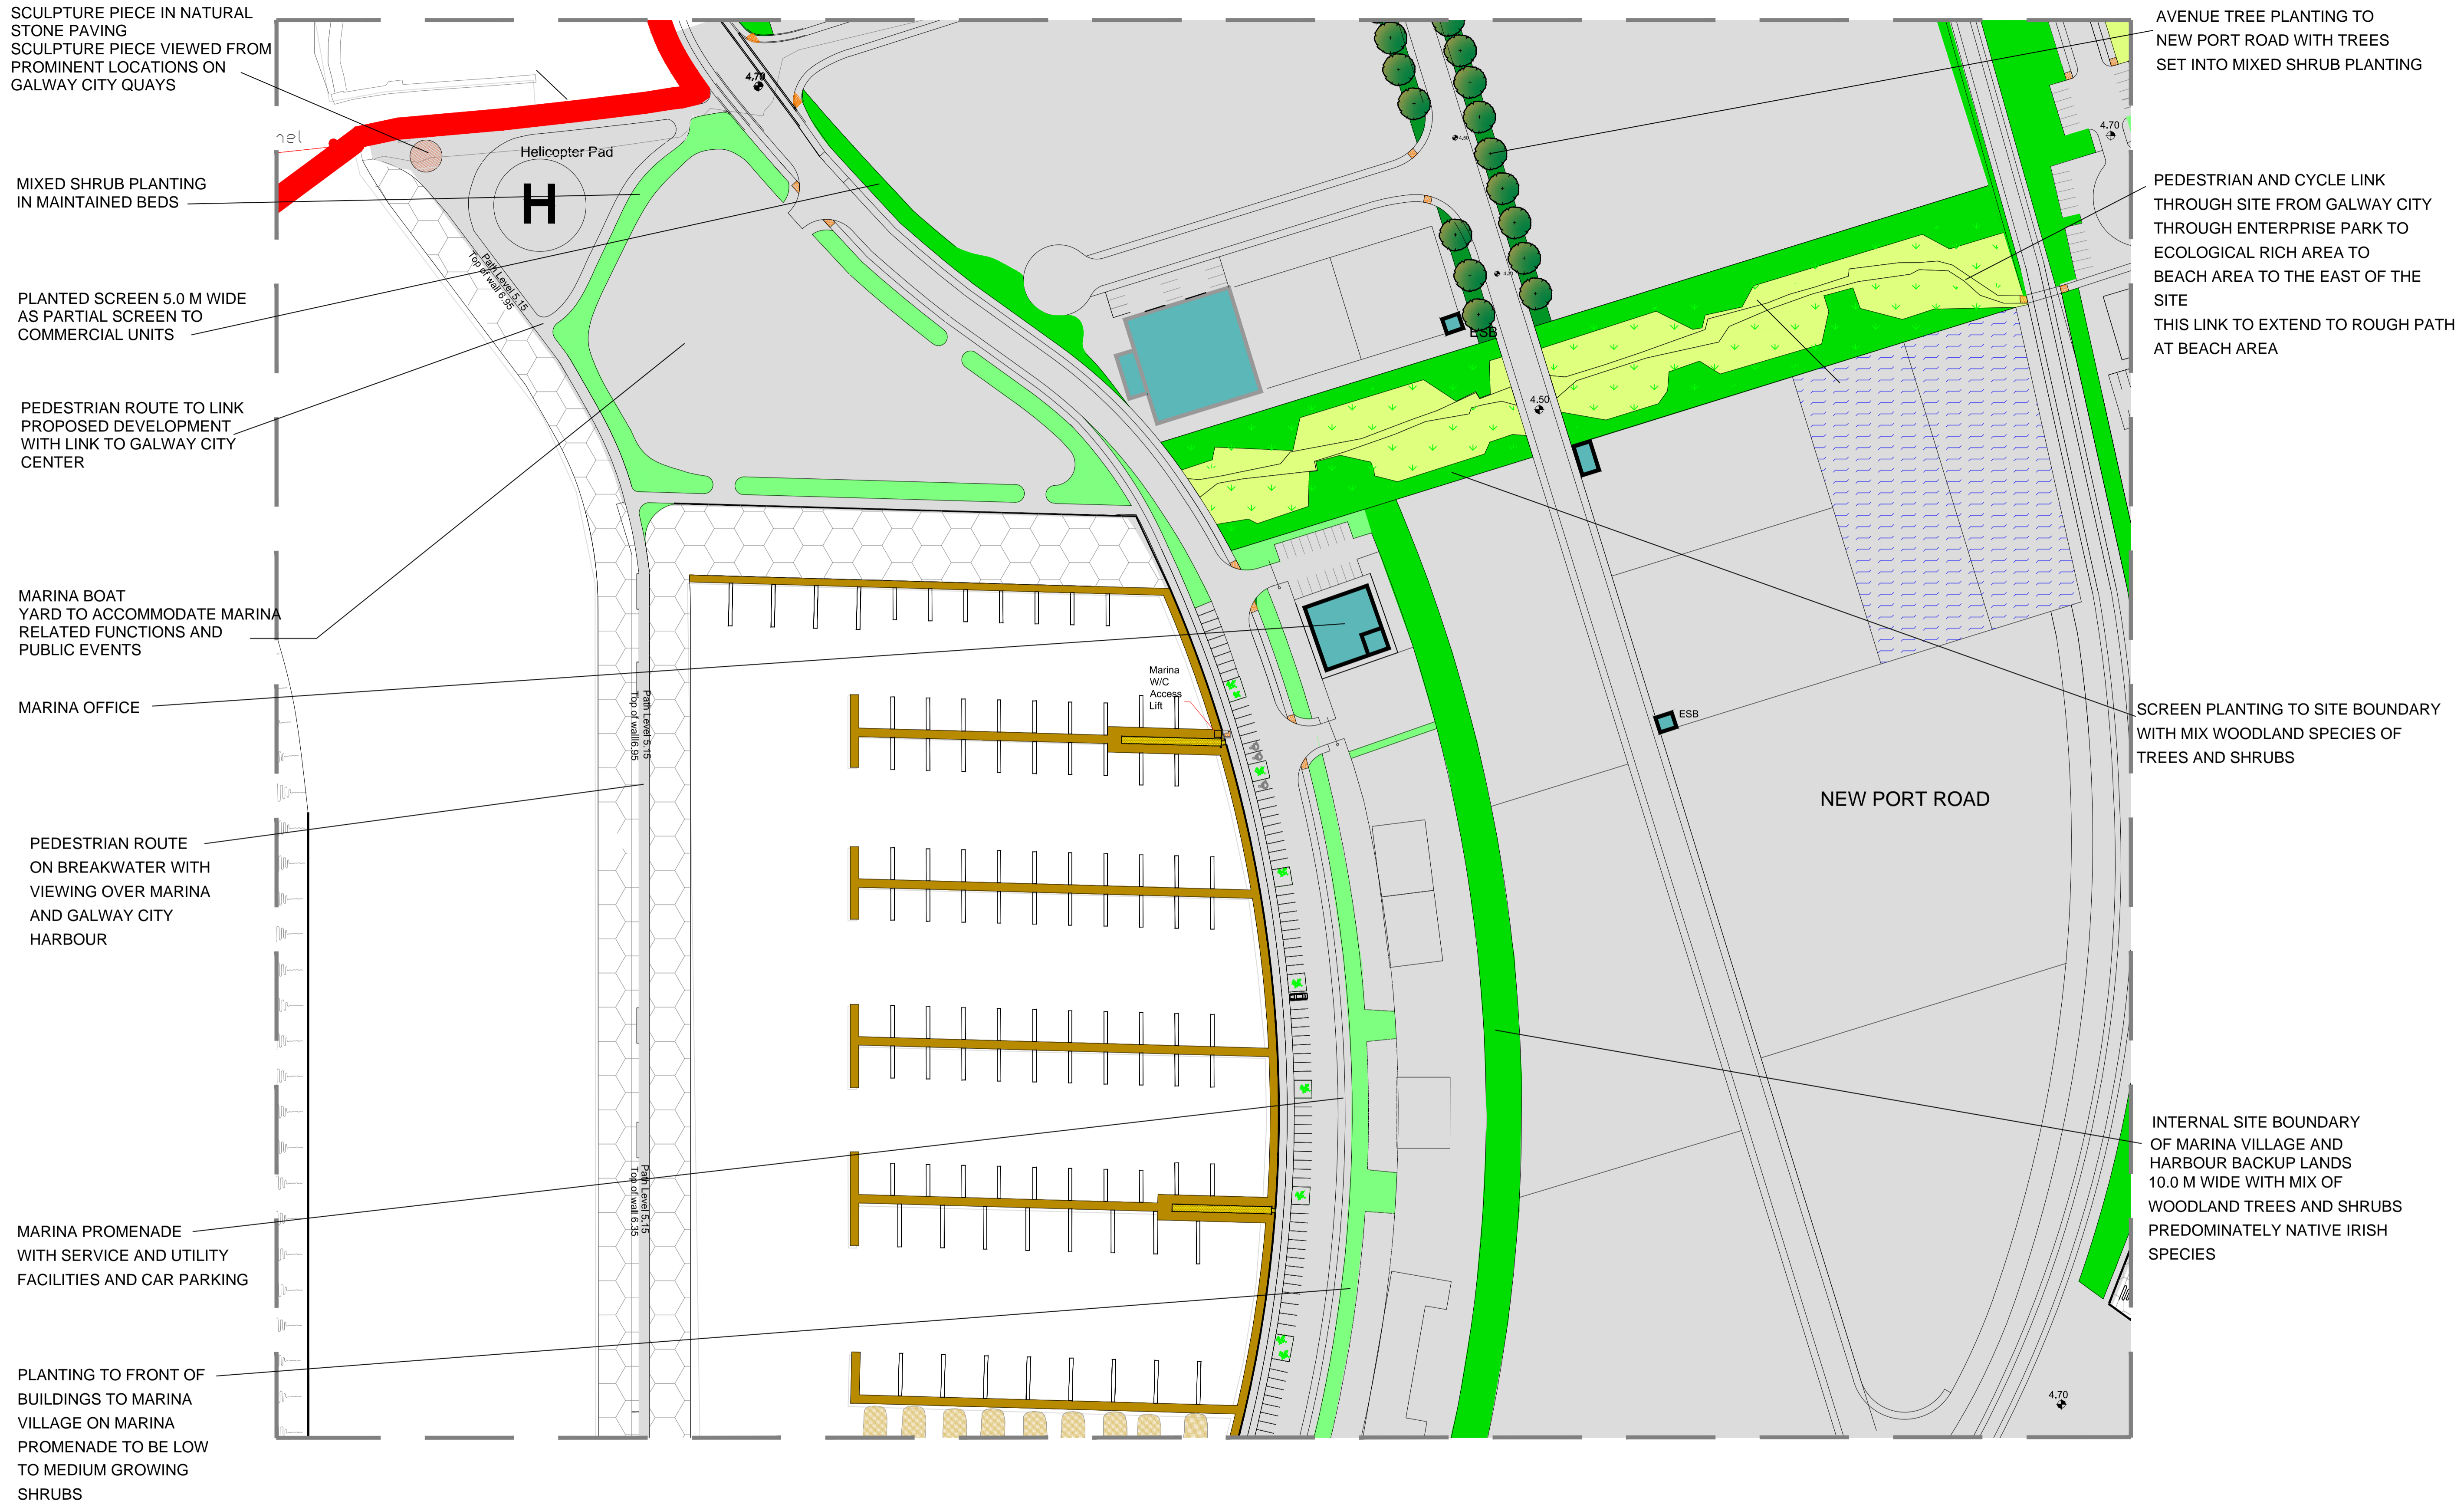 SCULPTURE PIECE IN NATURAL
STONE PAVING
SCULPTURE PIECE VIEWED FROM
PROMINENT LOCATIONS ON
GALWAY CITY QUAYS
MIXED SHRUB PLANTING
IN MAINTAINED BEDS
PLANTED SCREEN 5.0 M WIDE
AS PARTIAL SCREEN TO
COMMERCIAL UNITS
PEDESTRIAN ROUTE TO LINK
PROPOSED DEVELOPMENT
WITH LINK TO GALWAY CITY
CENTER
MARINA BOAT
YARD TO ACCOMMODATE MARINA
RELATED FUNCTIONS AND
PUBLIC EVENTS
MARINA OFFICE
PEDESTRIAN ROUTE
ON BREAKWATER WITH
VIEWING OVER MARINA
AND GALWAY CITY
HARBOUR
MARINA PROMENADE
WITH SERVICE AND UTILITY
FACILITIES AND CAR PARKING
PLANTING TO FRONT OF
BUILDINGS TO MARINA
VILLAGE ON MARINA
PROMENADE TO BE LOW
TO MEDIUM GROWING
SHRUBS
nel
Helicopter Pad
H
4.70
Path Level 5.15
Top of wall 6.95
Path Level 5.15
Top of wall 6.95
Path Level 5.15
Top of wall 6.35
Marina
W/C
Access
Lift
4.50
ESB
4.50
ESB
NEW PORT ROAD
4.70
4.70
AVENUE TREE PLANTING TO
NEW PORT ROAD WITH TREES
SET INTO MIXED SHRUB PLANTING
PEDESTRIAN AND CYCLE LINK
THROUGH SITE FROM GALWAY CITY
THROUGH ENTERPRISE PARK TO
ECOLOGICAL RICH AREA TO
BEACH AREA TO THE EAST OF THE
SITE
THIS LINK TO EXTEND TO ROUGH PATH
AT BEACH AREA
SCREEN PLANTING TO SITE BOUNDARY
WITH MIX WOODLAND SPECIES OF
TREES AND SHRUBS
INTERNAL SITE BOUNDARY
OF MARINA VILLAGE AND
HARBOUR BACKUP LANDS
10.0 M WIDE WITH MIX OF
WOODLAND TREES AND SHRUBS
PREDOMINATELY NATIVE IRISH
SPECIES